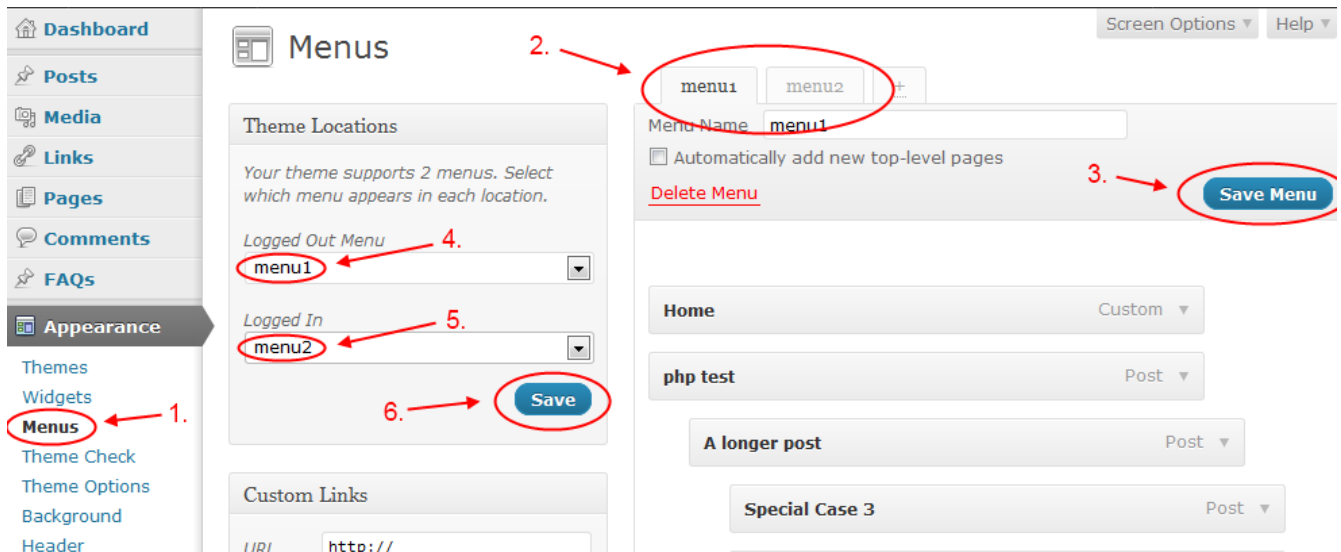 Dashboard
Posts
Media
Links
Pages
Comments
FAQs
Appearance
Themes
Widgets
Menus
1.
Theme Check
Theme Options
Background
Header
Menus
Theme Locations
Your theme supports 2 menus. Select
which menu appears in each location.
Logged Out Menu
4.
menu1
Logged In
5.
menu2
6.
Save
Custom Links
URL
http://
Screen Options
Help
2.
menu1
menu2
+
Menu Name
menu1
Automatically add new top-level pages
3.
Delete Menu
Save Menu
Home
Custom
php test
Post
A longer post
Post
Special Case 3
Post